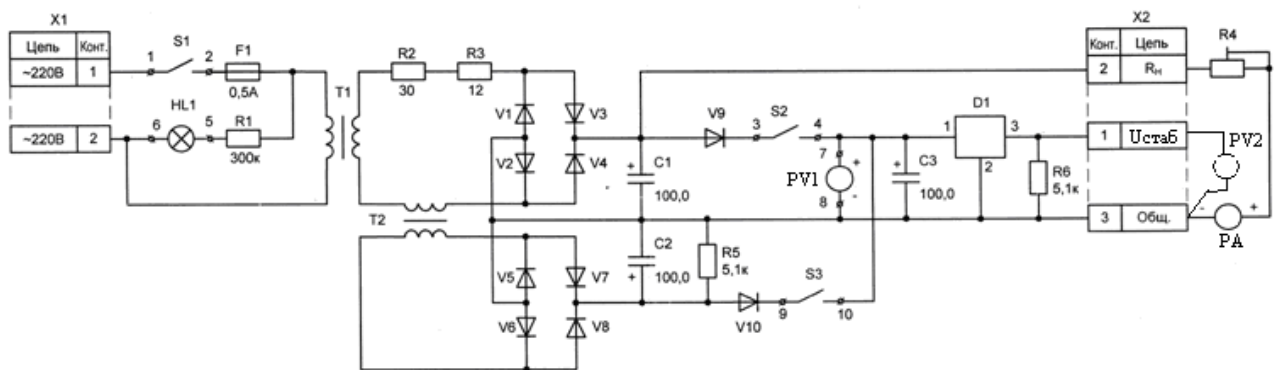 X1
Цепь Конт.
~220В 1
~220В 2
1 S1 2 F1
0,5А
HL1
6 5 R1
300к
T1
R2 R3
30 12
V1 V3
V2 V4
T2
V5 V7
V6 V8
+ C1
100,0
C2
+ 100,0
R5
5,1к
V9 3 S2 4
V10 9 S3 10
7 +
PV1
8 -
+ C3
100,0
D1
1 3
2
R6
5,1к
X2
Конт. Цепь
2 Rн
1 Uстаб
3 Общ.
R4
PV2
- +
PA